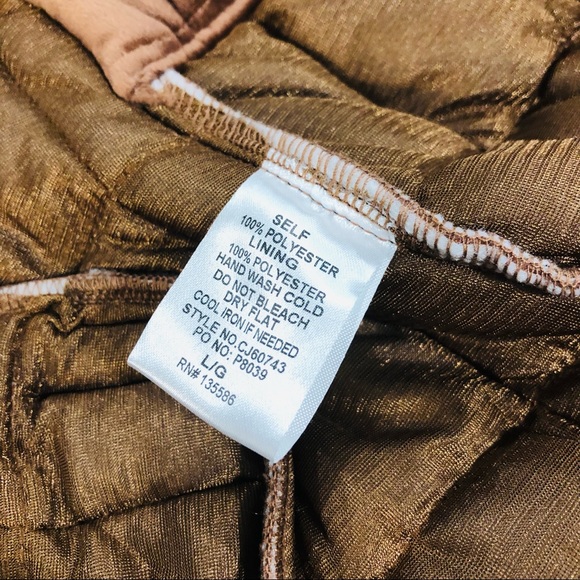 SELF
100% POLYESTER
LINING
100% POLYESTER
HAND WASH COLD
DO NOT BLEACH
DRY FLAT
COOL IRON IF NEEDED
STYLE NO.CJ60743
PO NO: P8039
L/G
RN# 135586